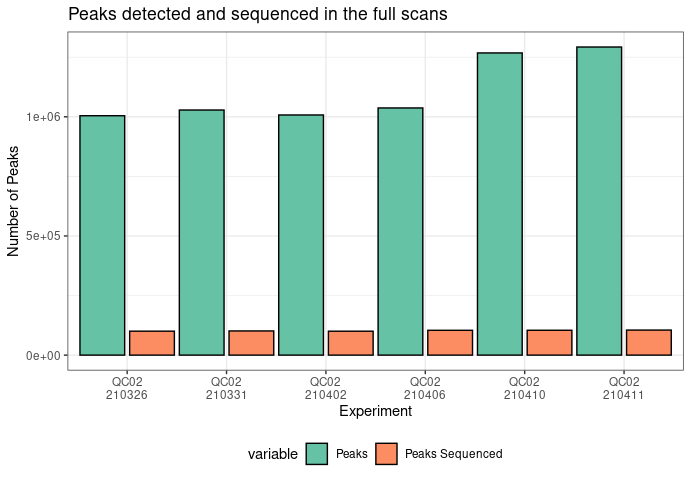 Peaks detected and sequenced in the full scans
Number of Peaks
1e+06
5e+05
0e+00
QC02 QC02 QC02 QC02 QC02 QC02
210326 210331 210402 210406 210410 210411
Experiment
variable Peaks Peaks Sequenced